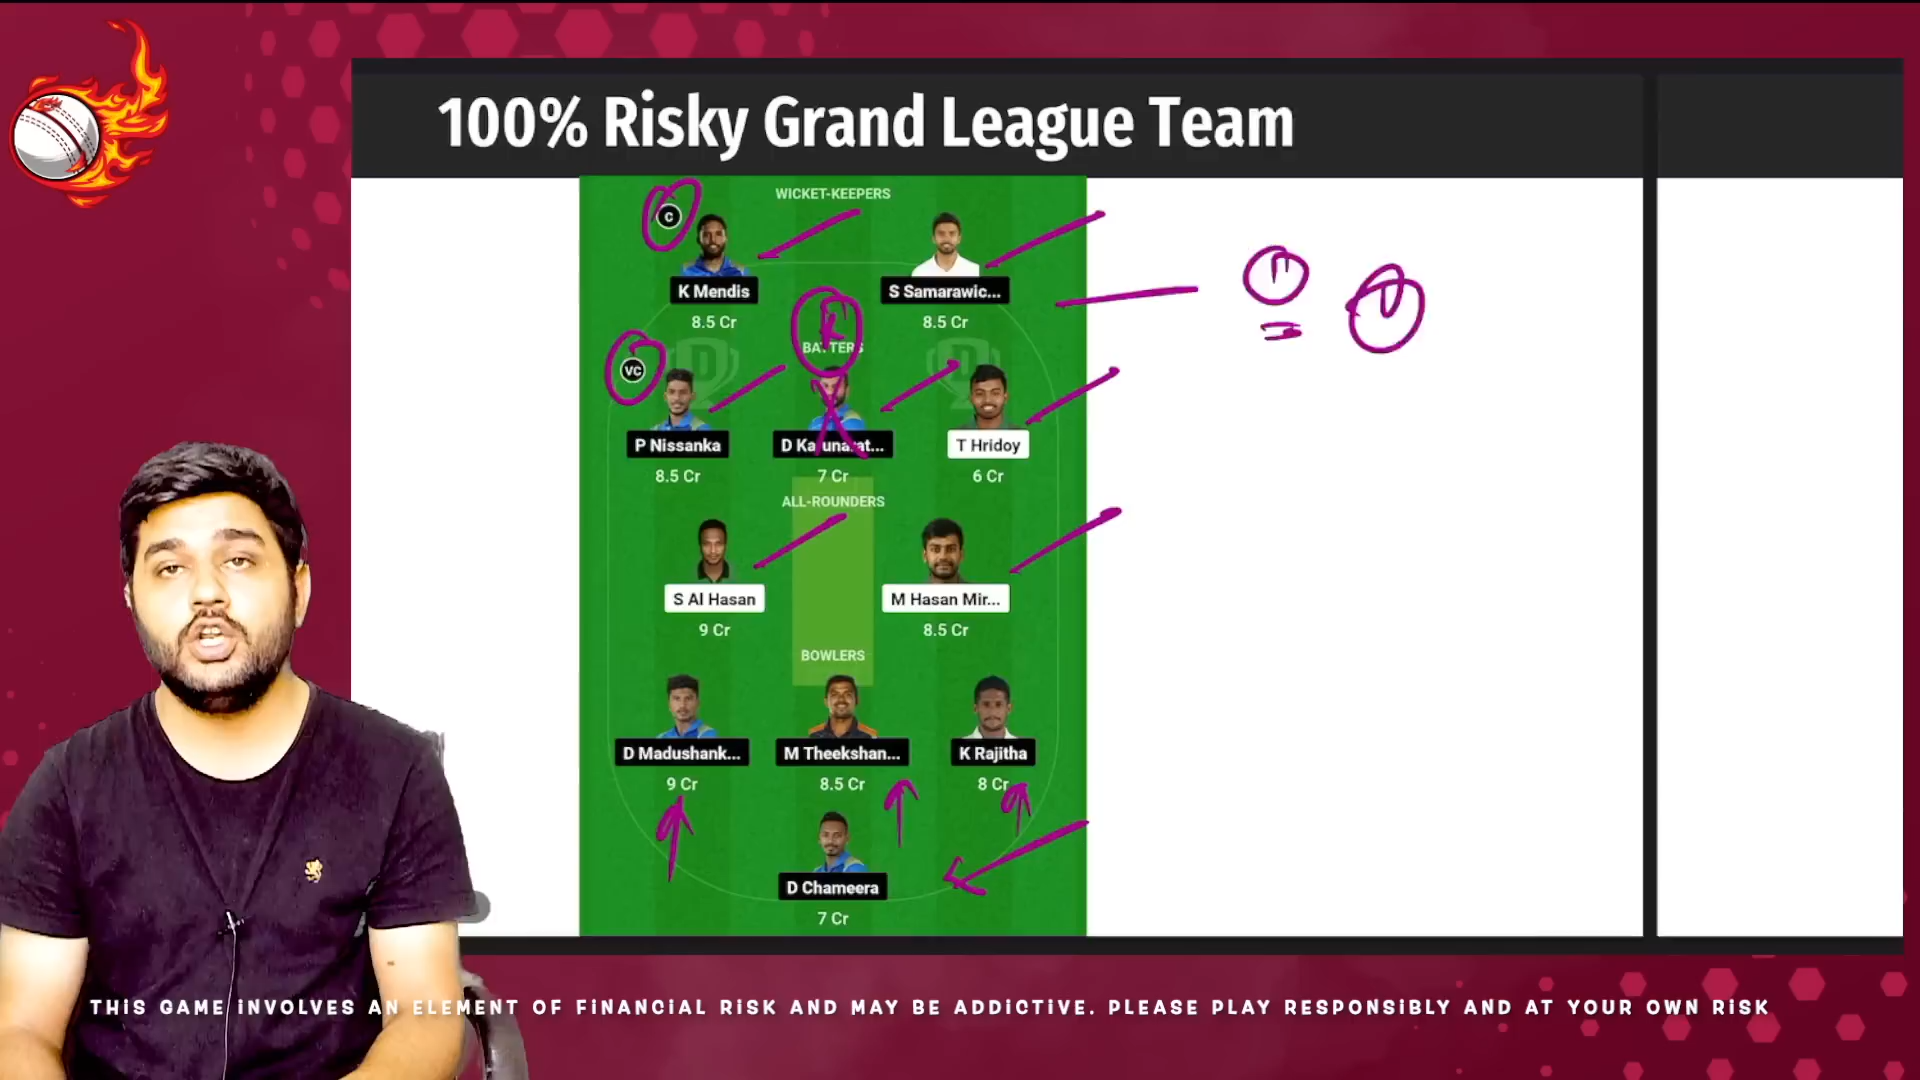 100% Risky Grand League Team
WICKET-KEEPERS
C
K Mendis
S Samarawic...
8.5 Cr
8.5 Cr
BATTERS
VC
P Nissanka
D Karunarat...
T Hridoy
8.5 Cr
7 Cr
6 Cr
ALL-ROUNDERS
S Al Hasan
M Hasan Mir...
9 Cr
8.5 Cr
BOWLERS
D Madushank...
M Theekshan...
K Rajitha
9 Cr
8.5 Cr
8 Cr
D Chameera
7 Cr
THIS GAME INVOLVES AN ELEMENT OF FINANCIAL RISK AND MAY BE ADDICTIVE. PLEASE PLAY RESPONSIBLY AND AT YOUR OWN RISK